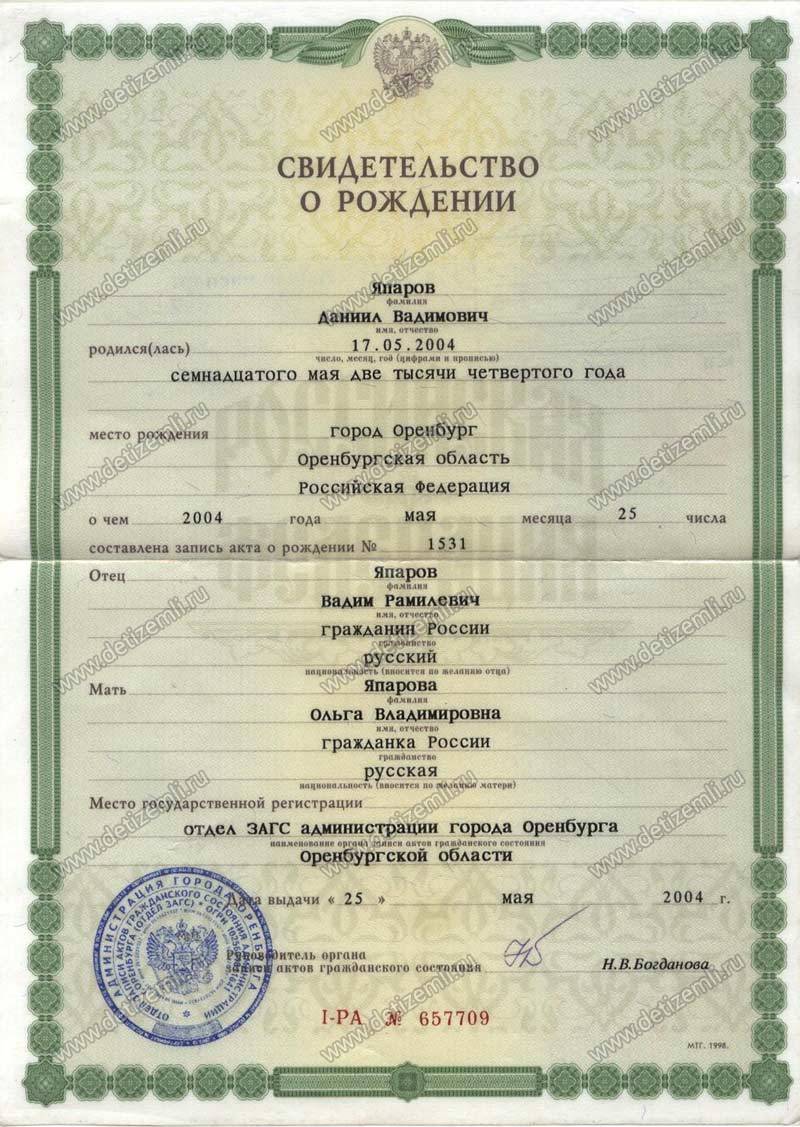 СВИДЕТЕЛЬСТВО
О РОЖДЕНИИ
Япаров
фамилия
Даниил Вадимович
имя, отчество
родился(лась) 17.05.2004
число, месяц, год (цифрами и прописью)
семнадцатого мая две тысячи четвертого года
место рождения город Оренбург
Оренбургская область
Российская Федерация
о чем 2004 года мая месяца 25 числа
составлена запись акта о рождении № 1531
Отец Япаров
фамилия
Вадим Рамилевич
имя, отчество
гражданин России
гражданство
русский
национальность (вносится по желанию отца)
Мать Япарова
фамилия
Ольга Владимировна
имя, отчество
гражданка России
гражданство
русская
национальность (вносится по желанию матери)
Место государственной регистрации
отдел ЗАГС администрации города Оренбурга
наименование органа записи актов гражданского состояния
Оренбургской области
Дата выдачи « 25 » мая 2004 г.
Руководитель органа
записи актов гражданского состояния Н.В.Богданова
I-РА № 657709
МТГ. 1998.
www.detizemli.ru